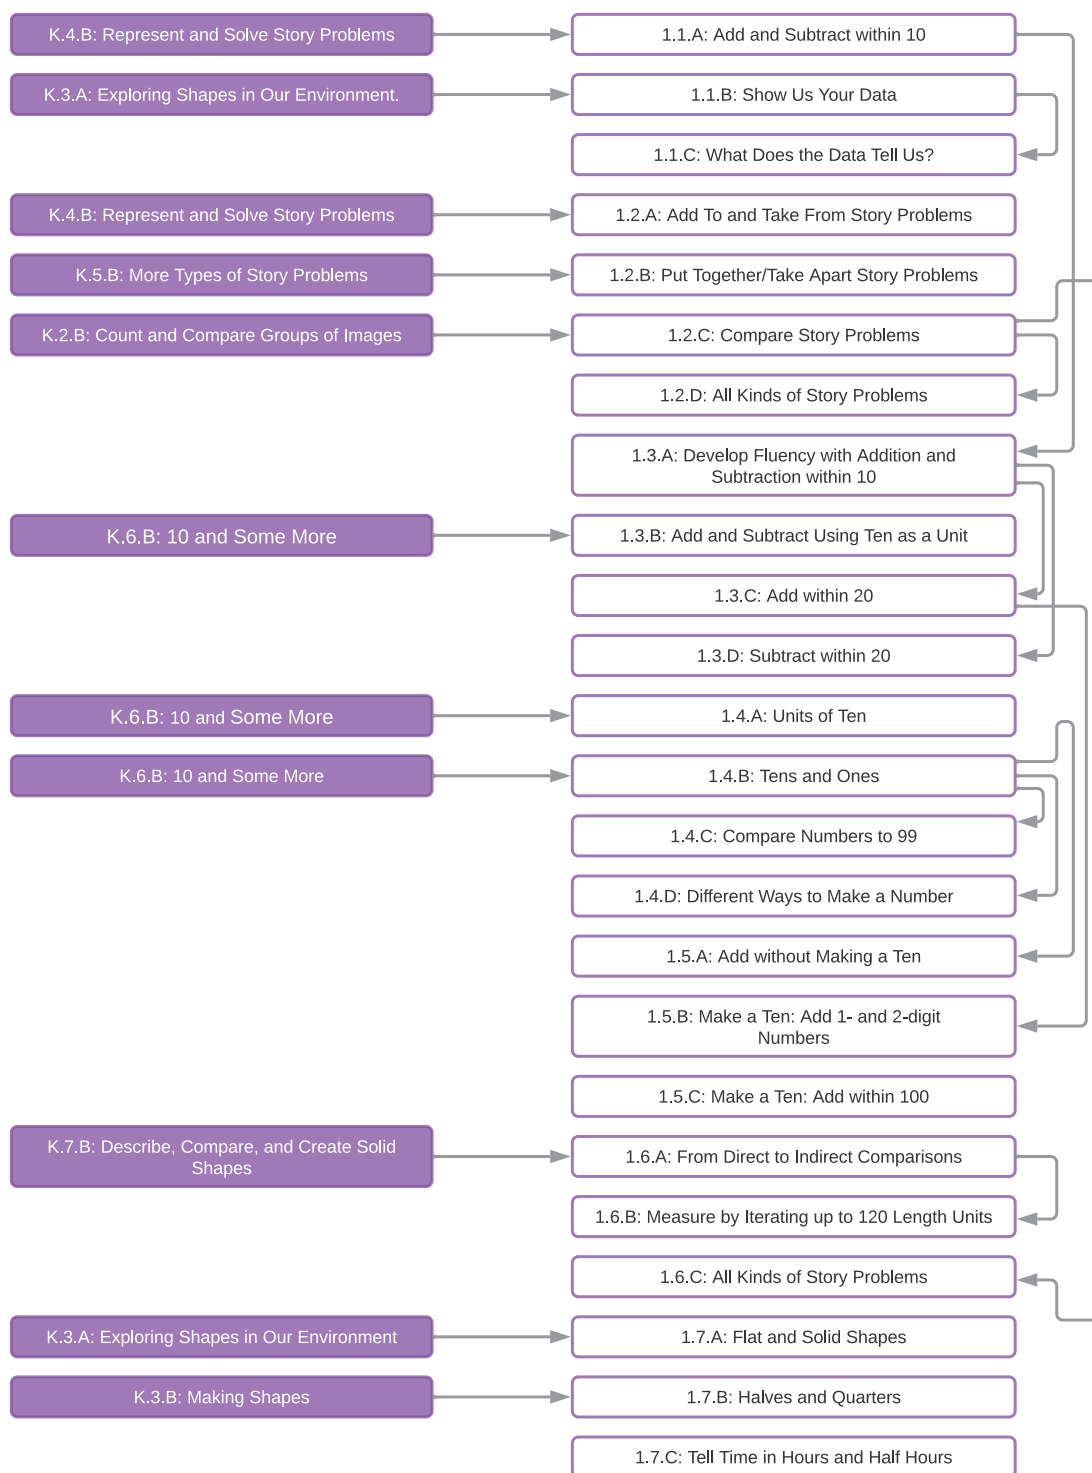 K.4.B: Represent and Solve Story Problems
1.1.A: Add and Subtract within 10
K.3.A: Exploring Shapes in Our Environment.
1.1.B: Show Us Your Data
1.1.C: What Does the Data Tell Us?
K.4.B: Represent and Solve Story Problems
1.2.A: Add To and Take From Story Problems
K.5.B: More Types of Story Problems
1.2.B: Put Together/Take Apart Story Problems
K.2.B: Count and Compare Groups of Images
1.2.C: Compare Story Problems
1.2.D: All Kinds of Story Problems
1.3.A: Develop Fluency with Addition and
Subtraction within 10
K.6.B: 10 and Some More
1.3.B: Add and Subtract Using Ten as a Unit
1.3.C: Add within 20
1.3.D: Subtract within 20
K.6.B: 10 and Some More
1.4.A: Units of Ten
K.6.B: 10 and Some More
1.4.B: Tens and Ones
1.4.C: Compare Numbers to 99
1.4.D: Different Ways to Make a Number
1.5.A: Add without Making a Ten
1.5.B: Make a Ten: Add 1- and 2-digit
Numbers
1.5.C: Make a Ten: Add within 100
K.7.B: Describe, Compare, and Create Solid
Shapes
1.6.A: From Direct to Indirect Comparisons
1.6.B: Measure by Iterating up to 120 Length Units
1.6.C: All Kinds of Story Problems
K.3.A: Exploring Shapes in Our Environment
1.7.A: Flat and Solid Shapes
K.3.B: Making Shapes
1.7.B: Halves and Quarters
1.7.C: Tell Time in Hours and Half Hours